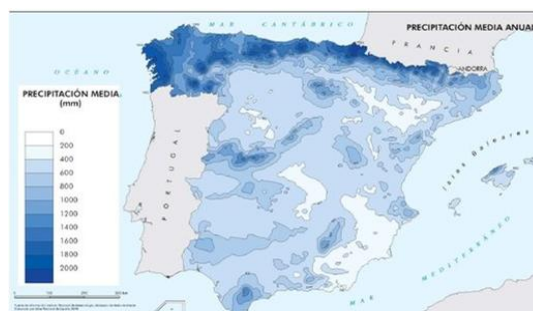 MAR CANTÁBRICO
PRECIPITACIÓN MEDIA ANUAL
FRANCIA
ANDORRA
OCÉANO
PRECIPITACIÓN MEDIA
(mm)
0
200
400
600
800
1000
1200
1400
1600
1800
2000
PORTUGAL
Islas Baleares
MAR MEDITERRÁNEO